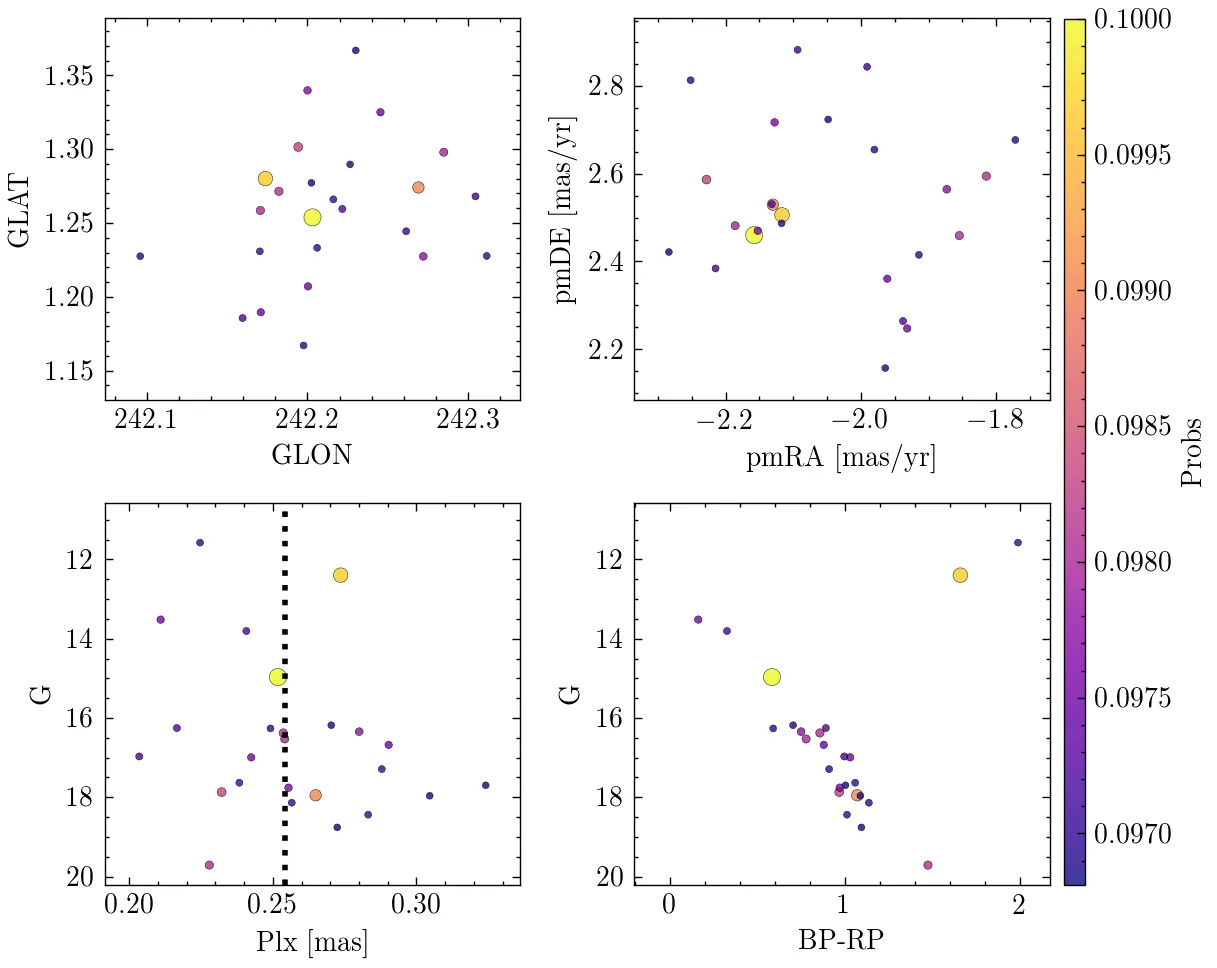 1.35
1.30
1.25
1.20
1.15
GLAT
242.1 242.2 242.3
GLON
2.8
2.6
2.4
2.2
pmDE [mas/yr]
−2.2 −2.0 −1.8
pmRA [mas/yr]
12
14
16
18
20
G
0.20 0.25 0.30
Plx [mas]
12
14
16
18
20
G
0 1 2
BP-RP
0.1000
0.0995
0.0990
0.0985
0.0980
0.0975
0.0970
Probs